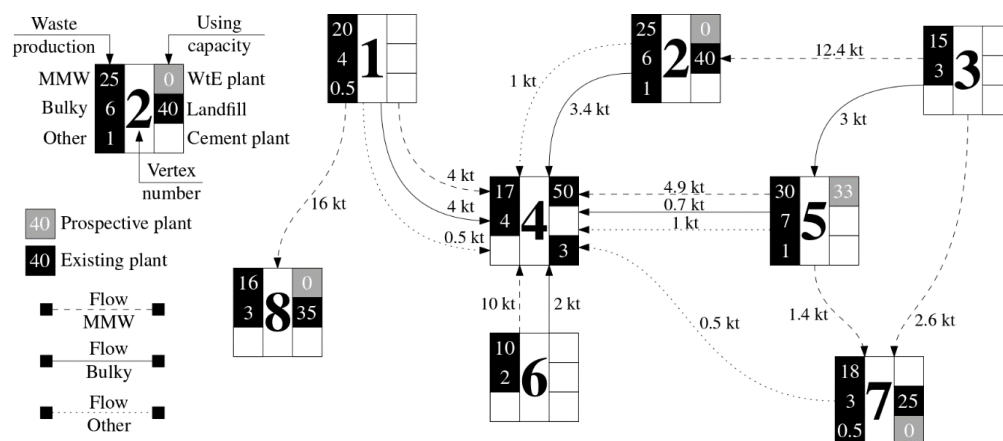 Waste production
Using capacity
MMW 25 0 WtE plant
Bulky 6 2 40 Landfill
Other 1 Cement plant
Vertex number
40 Prospective plant
40 Existing plant
Flow
MMW
Flow
Bulky
Flow
Other
20
4
0.5
1
25
6
1
2
0
40
15
3
3
12.4 kt
1 kt
3.4 kt
3 kt
4 kt
4 kt
0.5 kt
16 kt
17
4
4
50
3
4.9 kt
0.7 kt
1 kt
30
7
1
5
33
16
3
8
0
35
10 kt
2 kt
10
2
6
0.5 kt
1.4 kt
2.6 kt
18
3
0.5
7
25
0